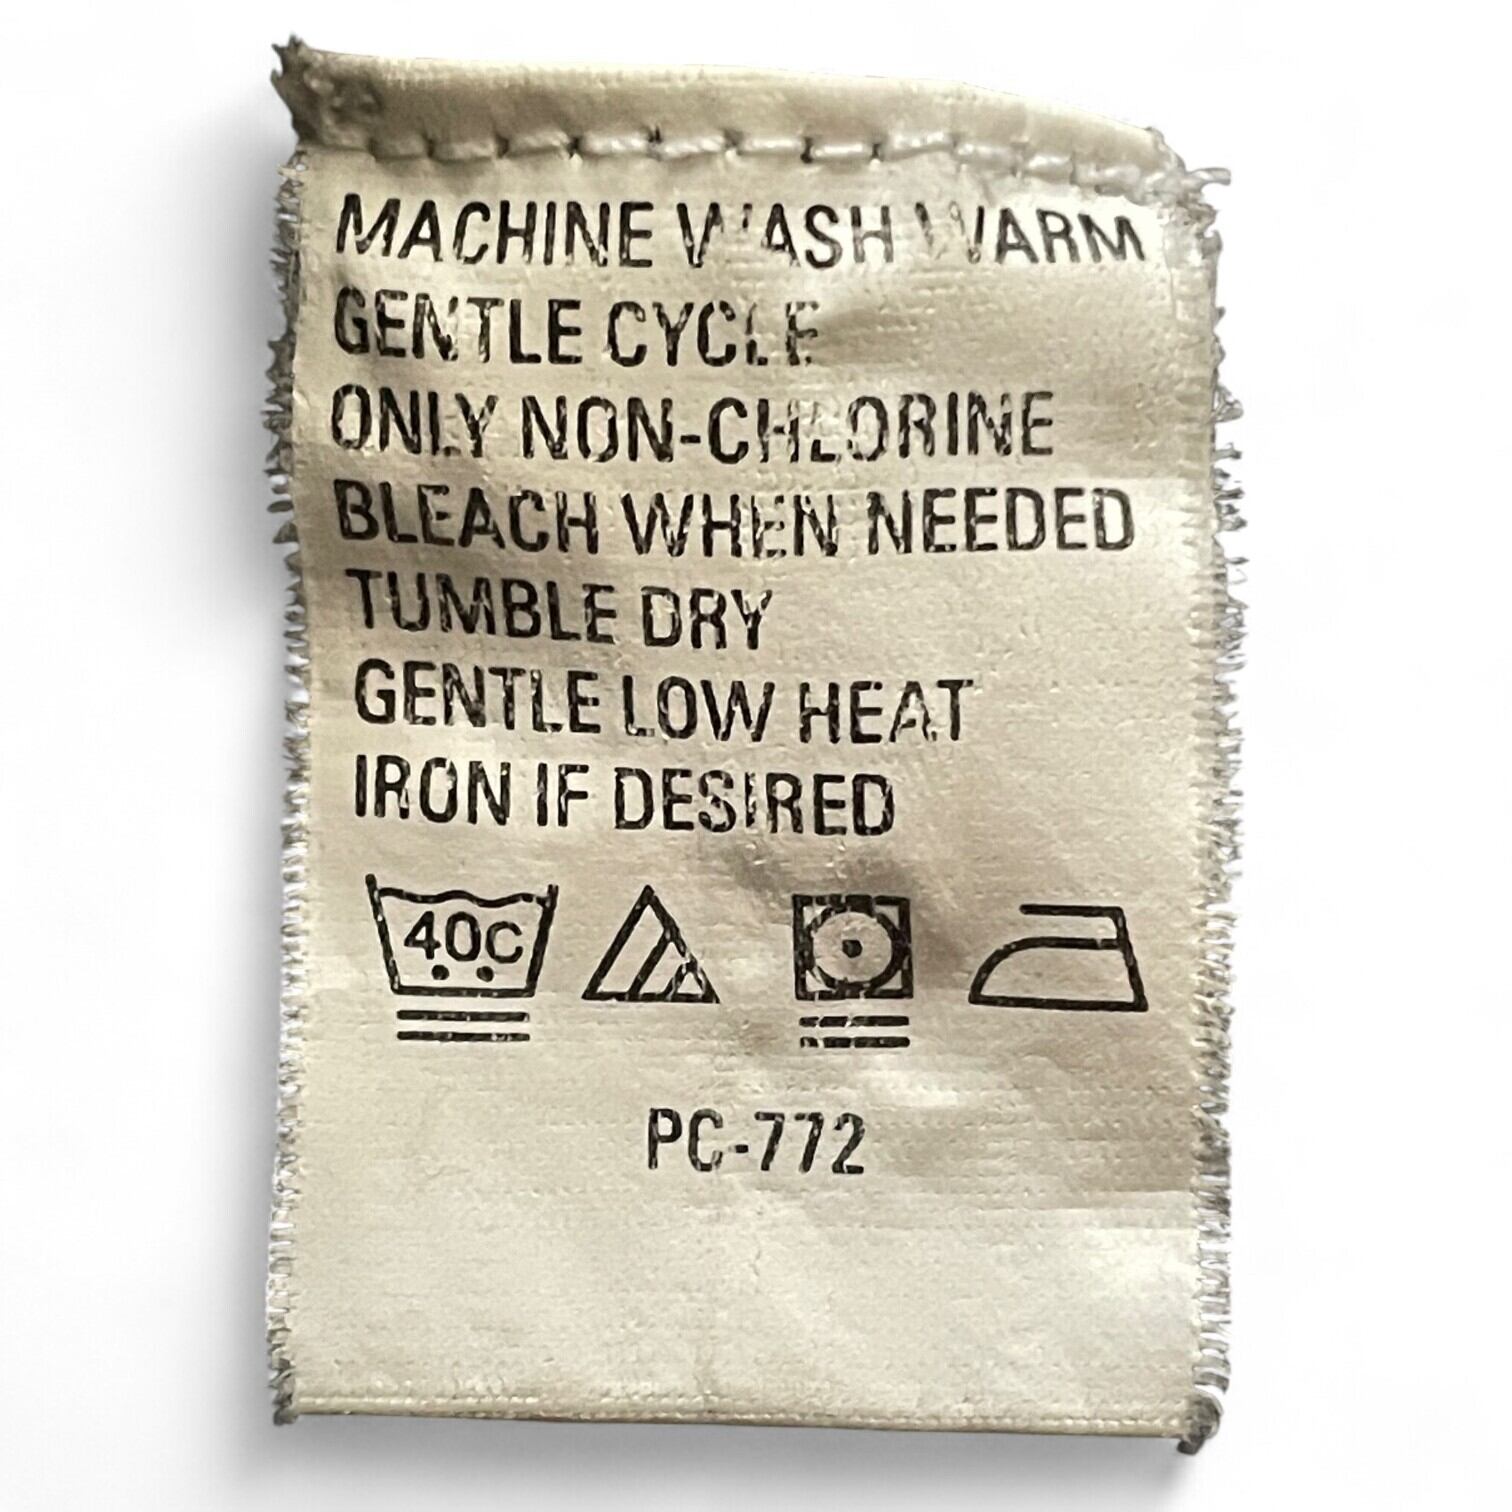 MACHINE WASH WARM
GENTLE CYCLE
ONLY NON-CHLORINE
BLEACH WHEN NEEDED
TUMBLE DRY
GENTLE LOW HEAT
IRON IF DESIRED
40C
PC-772